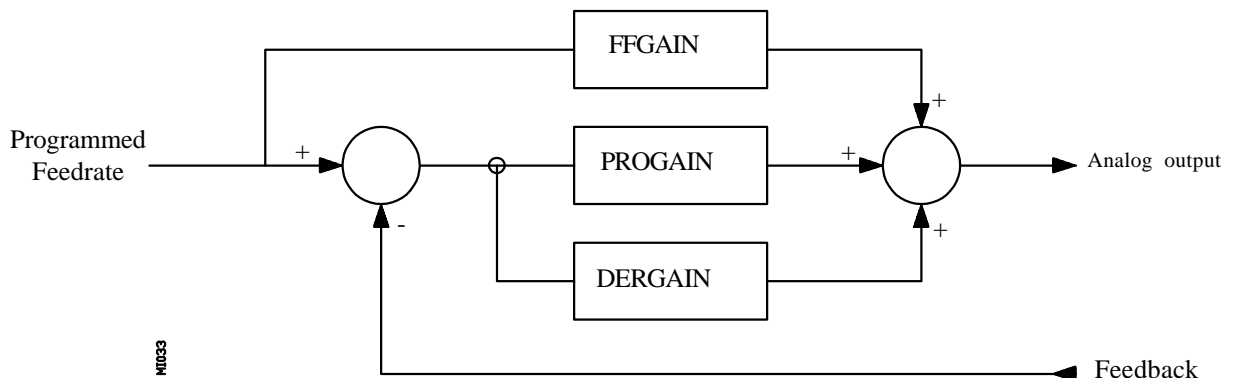 FFGAIN
+
Programmed
Feedrate
+
PROGAIN
+
Analog output
-
+
DERGAIN
MI033
Feedback